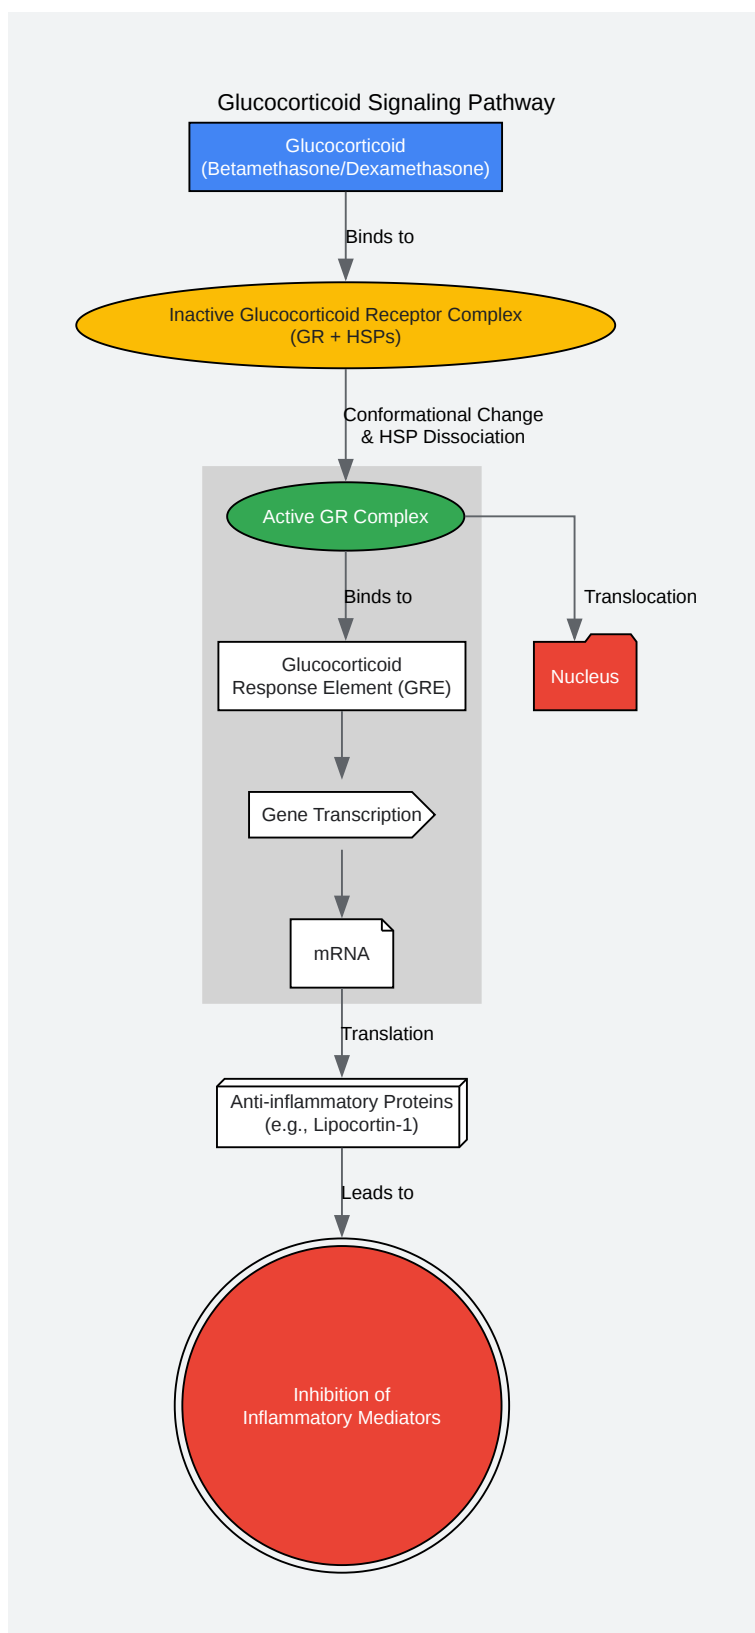 Glucocorticoid Signaling Pathway
Glucocorticoid
(Betamethasone/Dexamethasone)
Binds to
Inactive Glucocorticoid Receptor Complex
(GR + HSPs)
Conformational Change
& HSP Dissociation
Active GR Complex
Binds to
Translocation
Glucocorticoid
Response Element (GRE)
Nucleus
Gene Transcription
mRNA
Translation
Anti-inflammatory Proteins
(e.g., Lipocortin-1)
Leads to
Inhibition of
Inflammatory Mediators